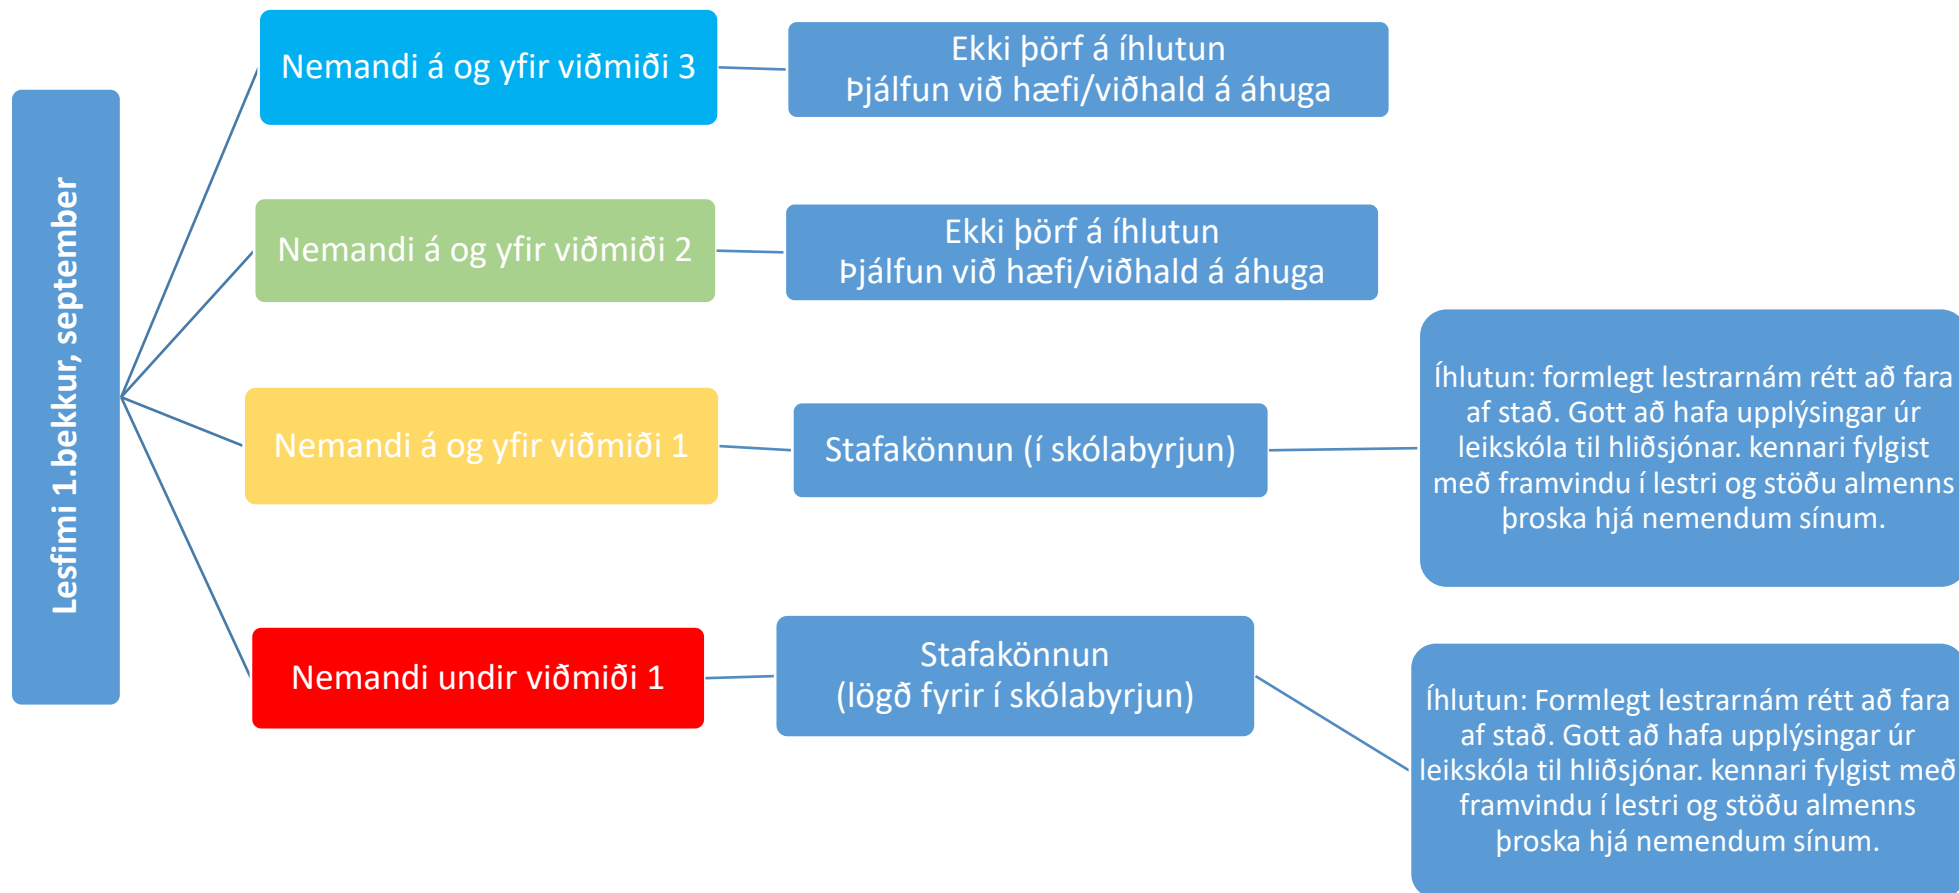 Lesfimi 1.bekkur, september
Nemandi á og yfir viðmiði 3
Ekki þörf á íhlutun
Þjálfun við hæfi/viðhald á áhuga
Nemandi á og yfir viðmiði 2
Ekki þörf á íhlutun
Þjálfun við hæfi/viðhald á áhuga
Nemandi á og yfir viðmiði 1
Stafakönnun (í skólabyrjun)
Íhlutun: formlegt lestrarnám rétt að fara
af stað. Gott að hafa upplýsingar úr
leikskóla til hliðsjónar. kennari fylgist
með framvindu í lestri og stöðu almenns
þroska hjá nemendum sínum.
Nemandi undir viðmiði 1
Stafakönnun
(lögð fyrir í skólabyrjun)
Íhlutun: Formlegt lestrarnám rétt að fara
af stað. Gott að hafa upplýsingar úr
leikskóla til hliðsjónar. kennari fylgist með
framvindu í lestri og stöðu almenns
þroska hjá nemendum sínum.